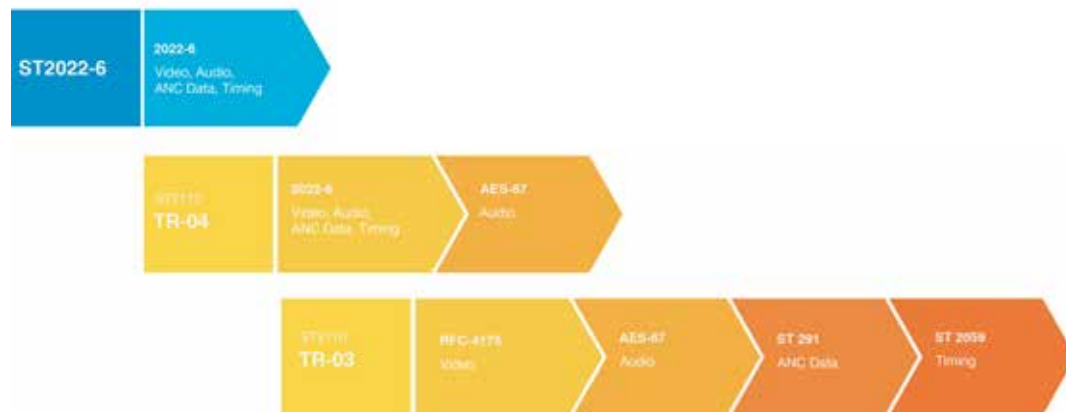 ST2022-6
2022-6
Video, Audio,
ANC Data, Timing
ST2110
TR-04
2022-6
Video, Audio,
ANC Data, Timing
AES-67
Audio
ST2110
TR-03
RFC-4175
Video
AES-67
Audio
ST 291
ANC Data
ST 2059
Timing